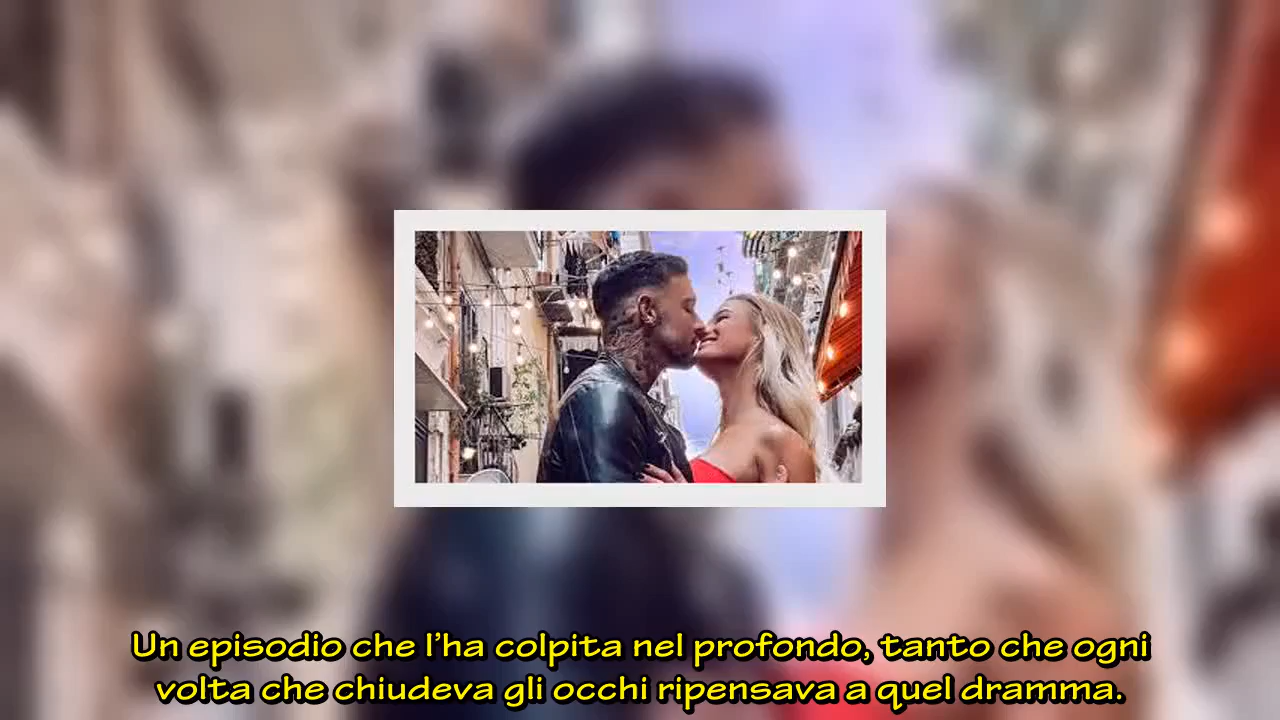 Un episodio che l'ha colpita nel profondo, tanto che ogni
volta che chiudeva gli occhi ripensava a quel dramma.